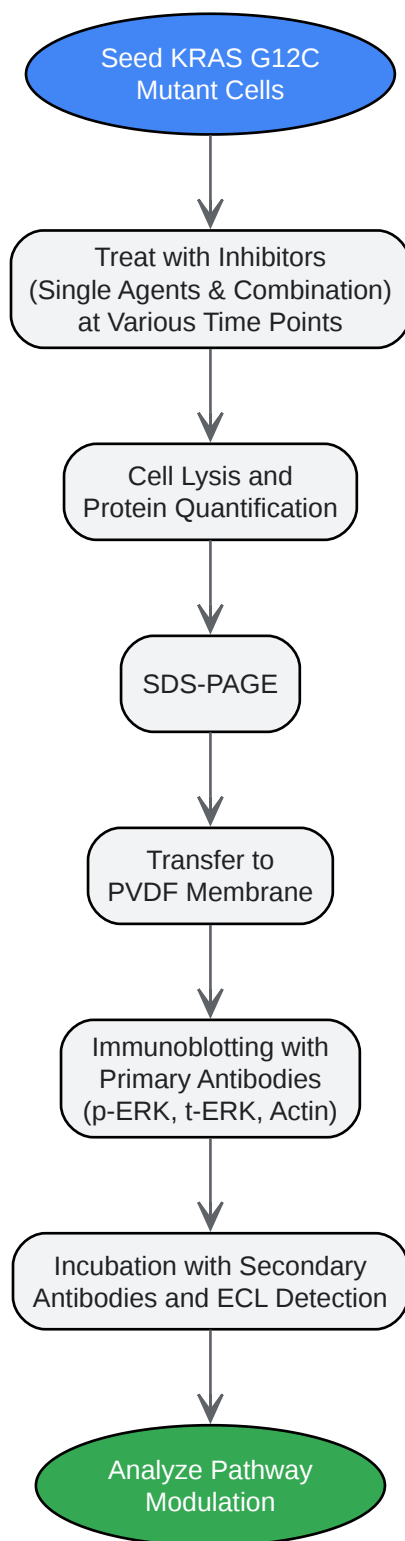 Seed KRAS G12C
Mutant Cells
Treat with Inhibitors
(Single Agents & Combination)
at Various Time Points
Cell Lysis and
Protein Quantification
SDS-PAGE
Transfer to
PVDF Membrane
Immunoblotting with
Primary Antibodies
(p-ERK, t-ERK, Actin)
Incubation with Secondary
Antibodies and ECL Detection
Analyze Pathway
Modulation